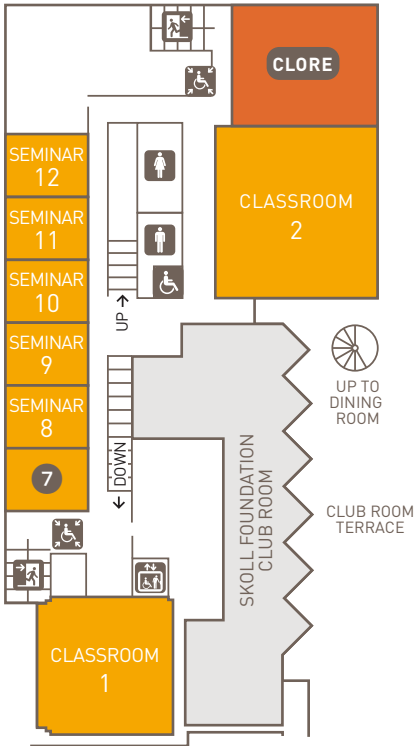 CLORE
SEMINAR
12
CLASSROOM
2
SEMINAR
11
SEMINAR
10
UP
SEMINAR
9
UP TO
DINING
ROOM
SEMINAR
8
DOWN
7
SKOLL FOUNDATION
CLUB ROOM
CLUB ROOM
TERRACE
CLASSROOM
1